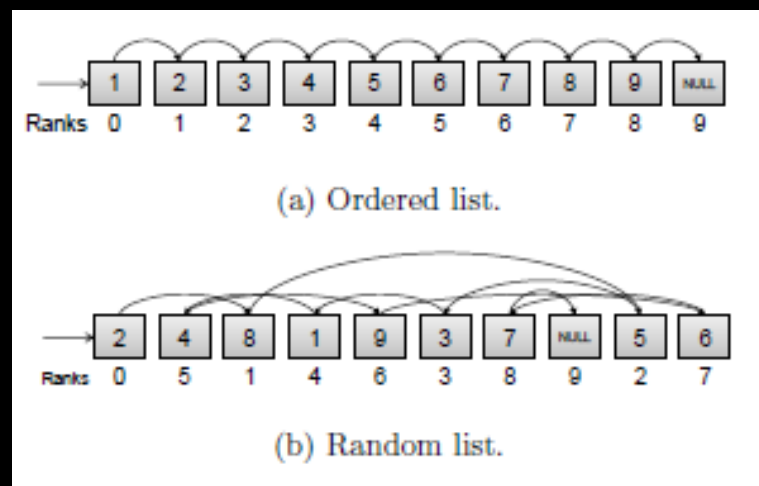 1 2 3 4 5 6 7 8 9 NULL
Ranks 0 1 2 3 4 5 6 7 8 9
(a) Ordered list.
2 4 8 1 9 3 7 NULL 5 6
Ranks 0 5 1 4 6 3 8 9 2 7
(b) Random list.